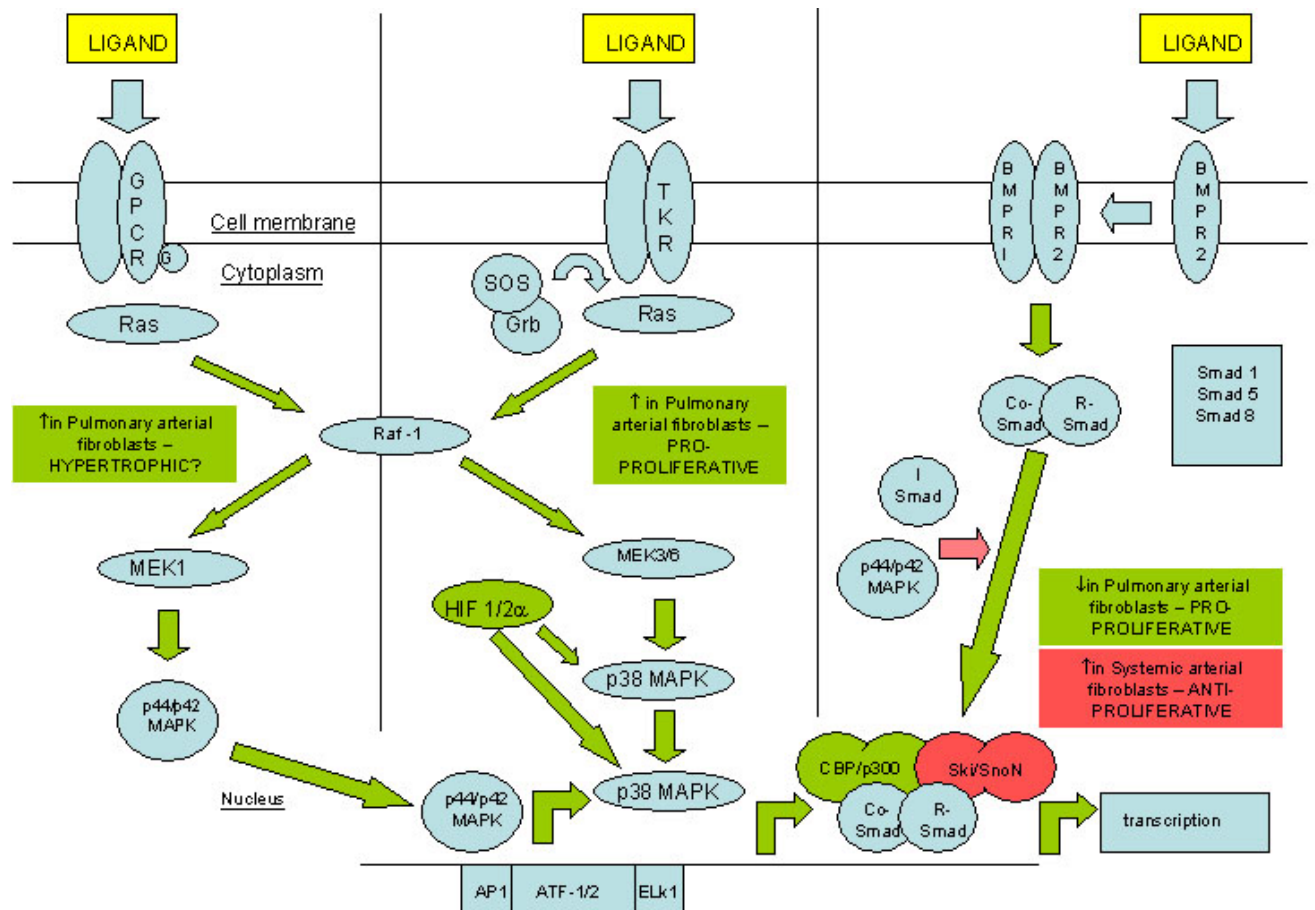 LIGAND
LIGAND
LIGAND
G
P
C
R
G
T
K
R
B
M
P
R
1
B
M
P
R
2
B
M
P
R
2
Cell membrane
Cytoplasm
SOS
Grb
Ras
Ras
Raf-1
↑in Pulmonary arterial
fibroblasts –
HYPERTROPHIC?
↑ in Pulmonary
arterial fibroblasts –
PRO-
PROLIFERATIVE
Co-
Smad
R-
Smad
Smad 1
Smad 5
Smad 8
I
Smad
p44/p42
MAPK
MEK1
MEK3/6
HIF 1/2α
p38 MAPK
↓in Pulmonary arterial
fibroblasts – PRO-
PROLIFERATIVE
↑in Systemic arterial
fibroblasts – ANTI-
PROLIFERATIVE
p44/p42
MAPK
Nucleus
p44/p42
MAPK
p38 MAPK
CBP/p300
Ski/SnoN
Co-
Smad
R-
Smad
transcription
AP1
ATF-1/2
ELk1